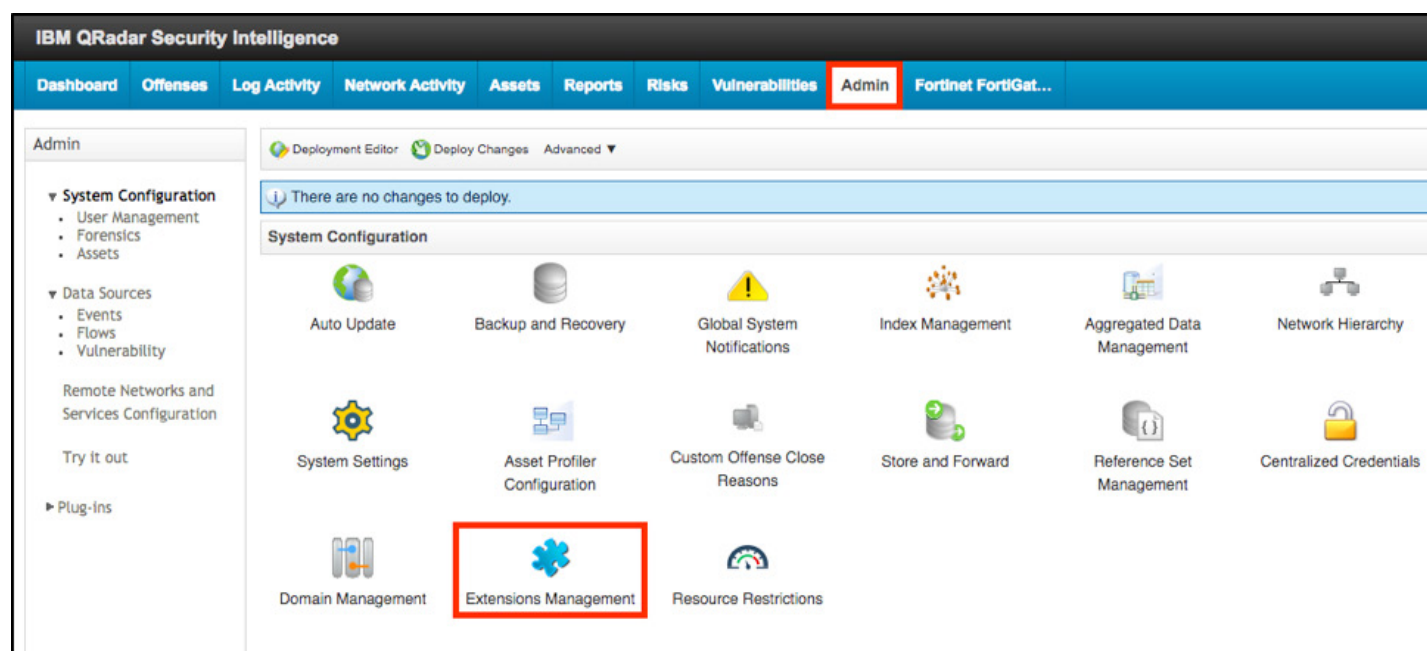 IBM QRadar Security Intelligence
Dashboard Offenses Log Activity Network Activity Assets Reports Risks Vulnerabilities Admin Fortinet FortiGat...
Admin
System Configuration
User Management
Forensics
Assets
Data Sources
Events
Flows
Vulnerability
Remote Networks and
Services Configuration
Try it out
Plug-ins
Deployment Editor Deploy Changes Advanced ▼
There are no changes to deploy.
System Configuration
Auto Update
Backup and Recovery
Global System
Notifications
Index Management
Aggregated Data
Management
Network Hierarchy
System Settings
Asset Profiler
Configuration
Custom Offense Close
Reasons
Store and Forward
Reference Set
Management
Centralized Credentials
Domain Management
Extensions Management
Resource Restrictions